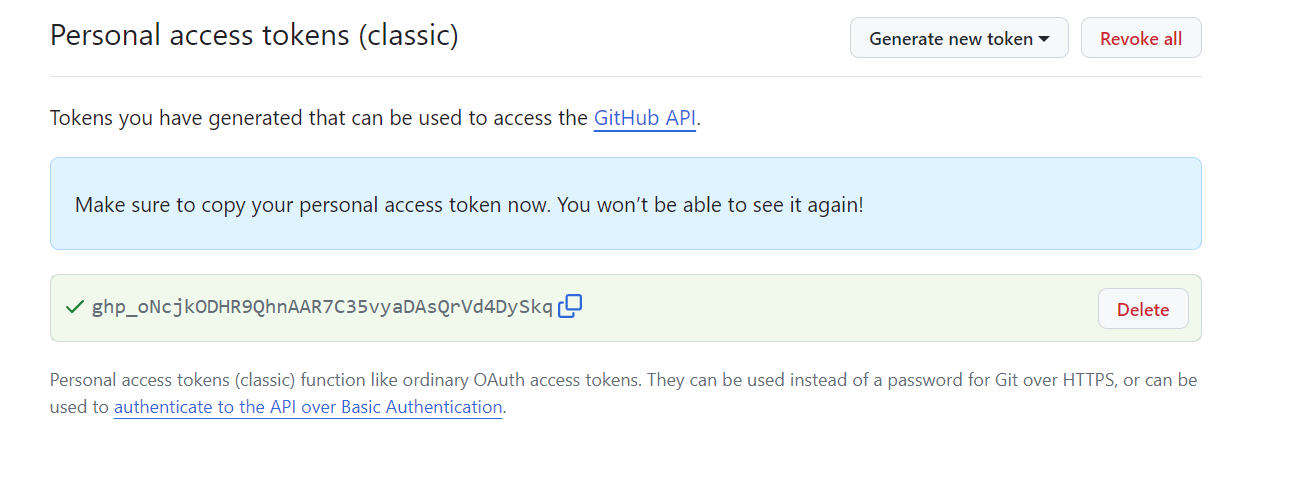 Personal access tokens (classic)
Generate new token
Revoke all
Tokens you have generated that can be used to access the GitHub API.
Make sure to copy your personal access token now. You won’t be able to see it again!
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
Delete
Personal access tokens (classic) function like ordinary OAuth access tokens. They can be used instead of a password for Git over HTTPS, or can be
used to authenticate to the API over Basic Authentication.